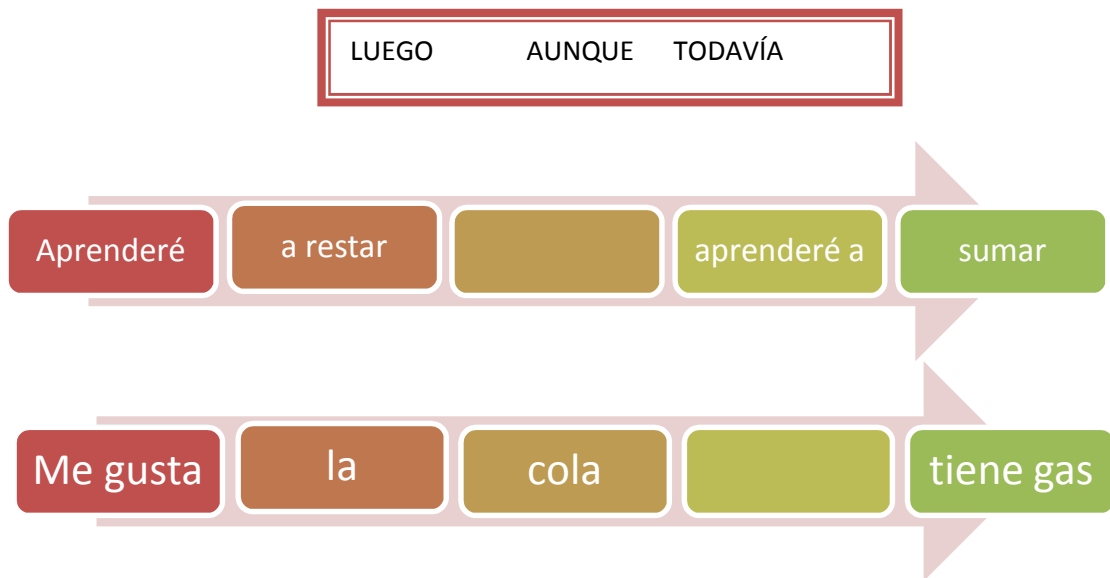 LUEGO AUNQUE TODAVÍA
Aprenderé a restar aprenderé a sumar
Me gusta la cola tiene gas